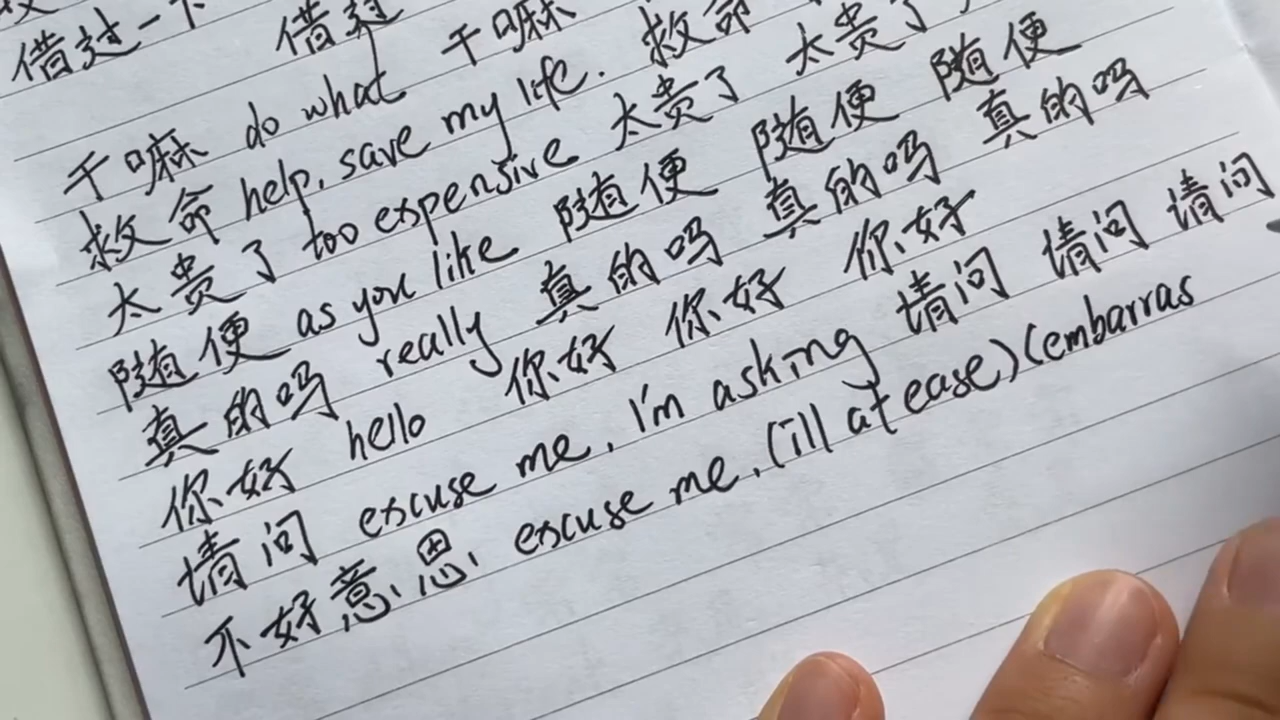 借过一下 借过
干嘛 do what 干嘛
救命 help, save my life. 救命
太贵了 too expensive 太贵了 太贵了
随便 as you like 随便 随便 随便
真的吗 really 真的吗 真的吗 真的吗
你好 hello 你好 你好 你好
请问 excuse me, I'm asking 请问 请问 请问
不好意思 excuse me, (ill at ease) (embarras